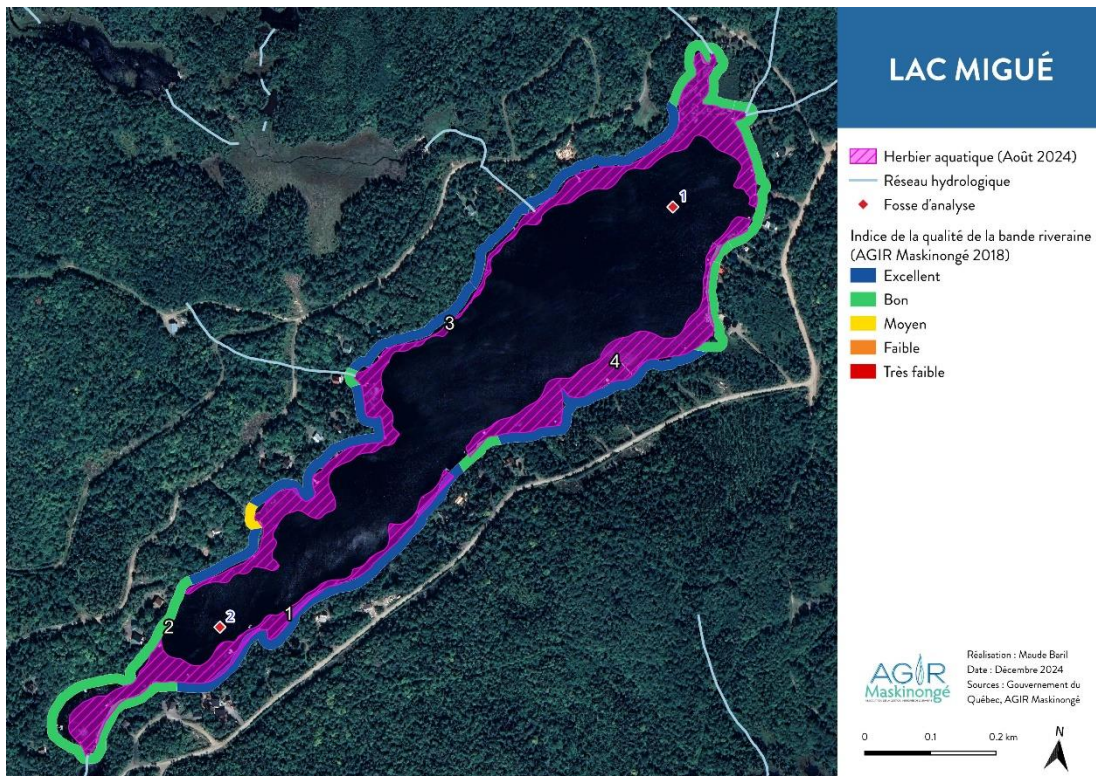 LAC MIGUÉ
Herbier aquatique (Août 2024)
Réseau hydrologique
Fosse d'analyse
Indice de la qualité de la bande riveraine
(AGIR Maskinongé 2018)
Excellent
Bon
Moyen
Faible
Très faible
1
3
4
2
1
2
AGIR
Maskinongé
Réalisation : Maude Baril
Date : Décembre 2024
Sources : Gouvernement du
Québec, AGIR Maskinongé
0 0.1 0.2 km
N